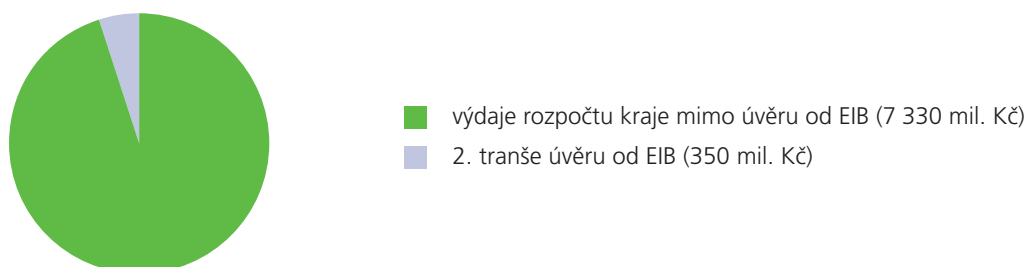 výdaje rozpočtu kraje mimo úvěru od EIB (7 330 mil. Kč)
2. tranše úvěru od EIB (350 mil. Kč)